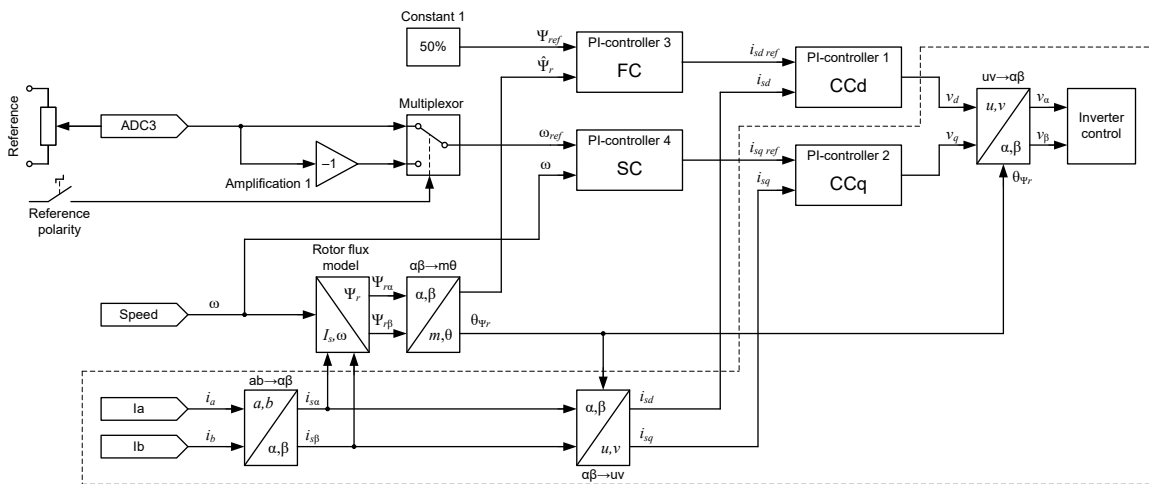 Constant 1
50%
Ψref
Ψ̂r
PI-controller 3
FC
isd ref
isd
PI-controller 1
CCd
uv→αβ
vd
vq
u,v
α,β
vα
vβ
Inverter
control
θΨr
Reference
ADC3
–1
Amplification 1
Multiplexor
Reference
polarity
ωref
ω
PI-controller 4
SC
isq ref
isq
PI-controller 2
CCq
Rotor flux
model
Ψr
Is,ω
Ψrα
Ψrβ
αβ→mθ
α,β
m,θ
θΨr
Speed
ω
ab→αβ
Ia
ia
Ib
ib
a,b
α,β
isα
isβ
α,β
u,v
αβ→uv
isd
isq